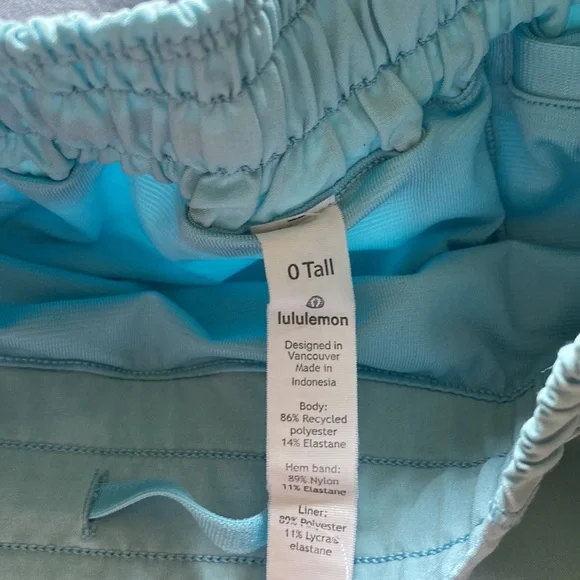 0 Tall
lululemon
Designed in
Vancouver
Made in
Indonesia
Body:
86% Recycled
polyester
14% Elastane
Hem band:
89% Nylon
11% Elastane
Liner:
89% Polyester
11% Lycra®
elastane